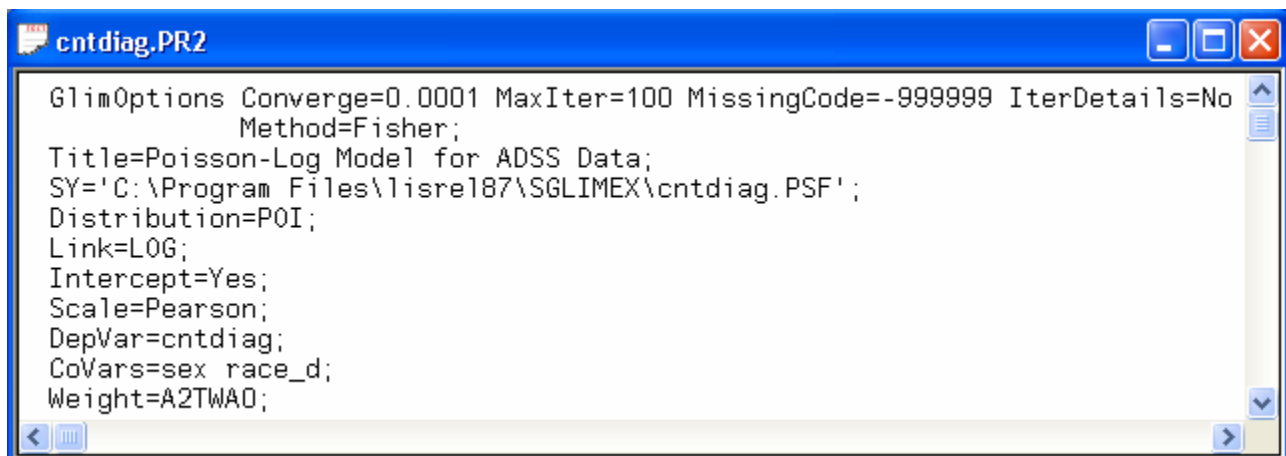 cntdiag.PR2
GlimOptions Converge=0.0001 MaxIter=100 MissingCode=-999999 IterDetails=No
Method=Fisher;
Title=Poisson-Log Model for ADSS Data;
SY='C:\Program Files\lisrel87\SGLIMEX\cntdiag.PSF';
Distribution=POI;
Link=LOG;
Intercept=Yes;
Scale=Pearson;
DepVar=cntdiag;
CoVars=sex race_d;
Weight=A2TWA0;